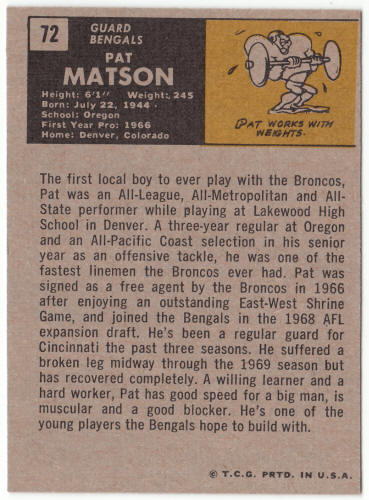 72
GUARD
BENGALS
PAT
MATSON
Height: 6'1" Weight: 245
Born: July 22, 1944
School: Oregon
First Year Pro: 1966
Home: Denver, Colorado
PAT WORKS WITH
WEIGHTS.
The first local boy to ever play with the Broncos,
Pat was an All-League, All-Metropolitan and All-
State performer while playing at Lakewood High
School in Denver. A three-year regular at Oregon
and an All-Pacific Coast selection in his senior
year as an offensive tackle, he was one of the
fastest linemen the Broncos ever had. Pat was
signed as a free agent by the Broncos in 1966
after enjoying an outstanding East-West Shrine
Game, and joined the Bengals in the 1968 AFL
expansion draft. He's been a regular guard for
Cincinnati the past three seasons. He suffered a
broken leg midway through the 1969 season but
has recovered completely. A willing learner and a
hard worker, Pat has good speed for a big man, is
muscular and a good blocker. He's one of the
young players the Bengals hope to build with.
© T.C.G. PRTD. IN U.S.A.